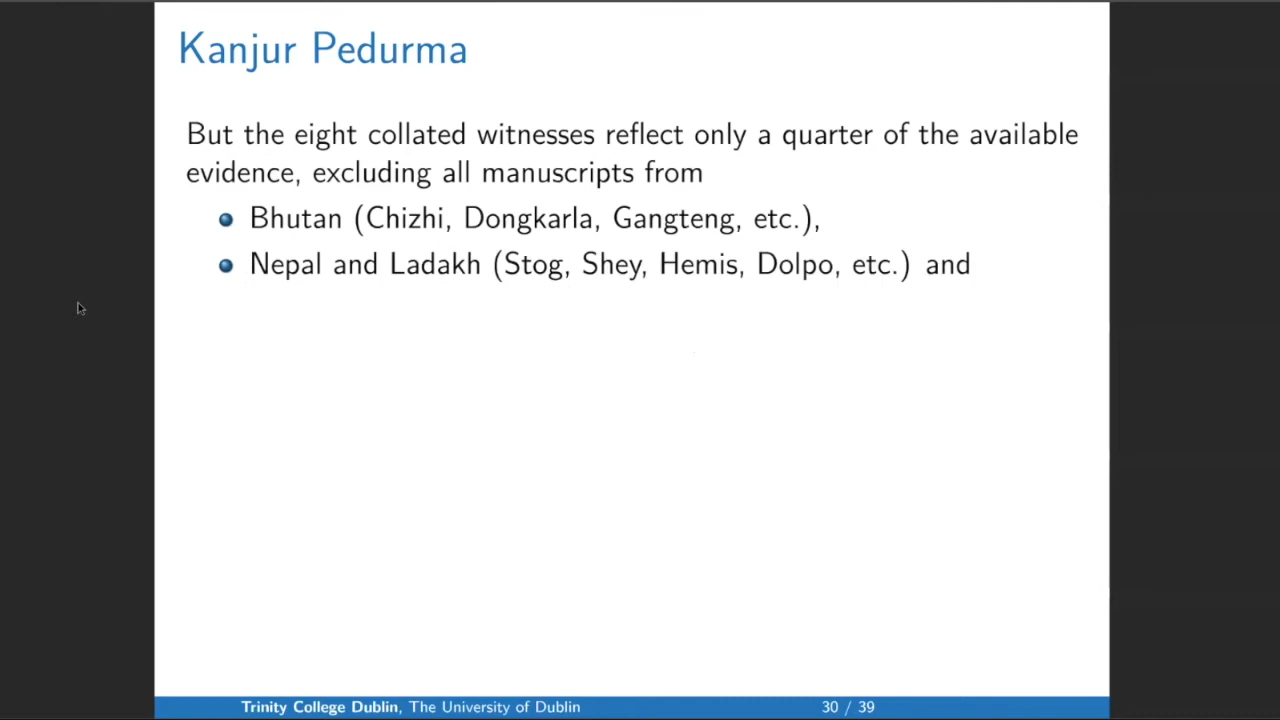 Kanjur Pedurma
But the eight collated witnesses reflect only a quarter of the available
evidence, excluding all manuscripts from
Bhutan (Chizhi, Dongkarla, Gangteng, etc.),
Nepal and Ladakh (Stog, Shey, Hemis, Dolpo, etc.) and
Trinity College Dublin, The University of Dublin 30 / 39